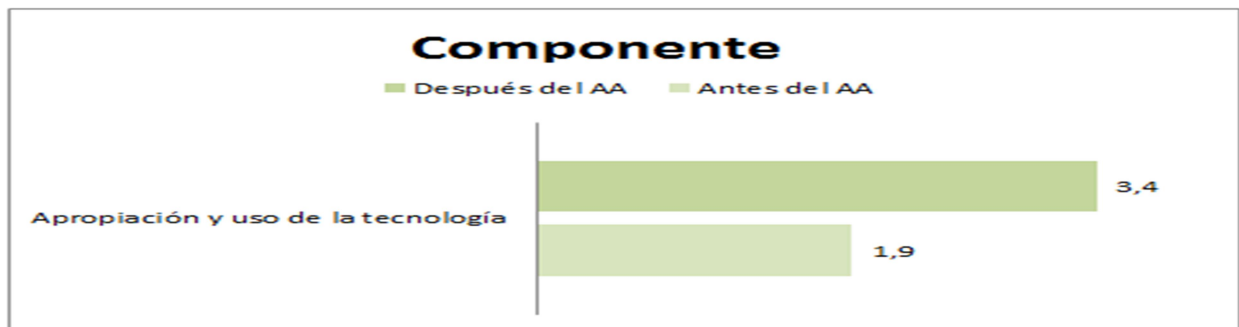 Componente
Después del AA Antes del AA
3,4
Apropiación y uso de la tecnología
1,9